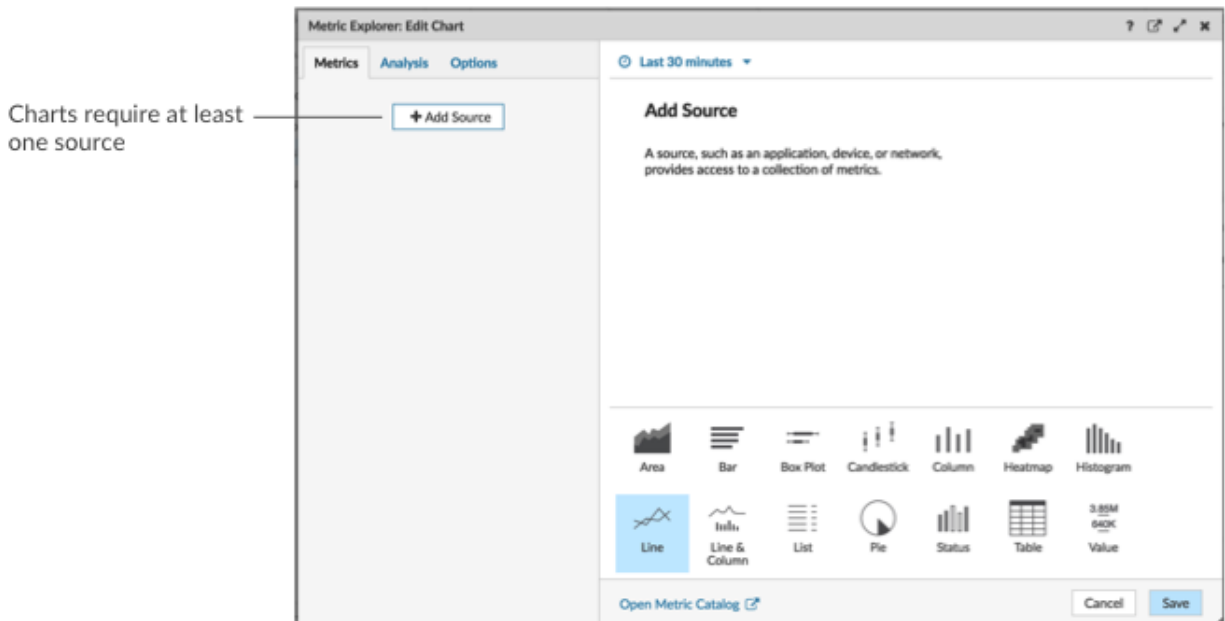 Metric Explorer: Edit Chart
?
Metrics Analysis Options
Last 30 minutes
Charts require at least
one source
+ Add Source
Add Source
A source, such as an application, device, or network,
provides access to a collection of metrics.
Area Bar Box Plot Candlestick Column Heatmap Histogram
3.85M
640K
Line Line & Column List Pie Status Table Value
Open Metric Catalog
Cancel Save